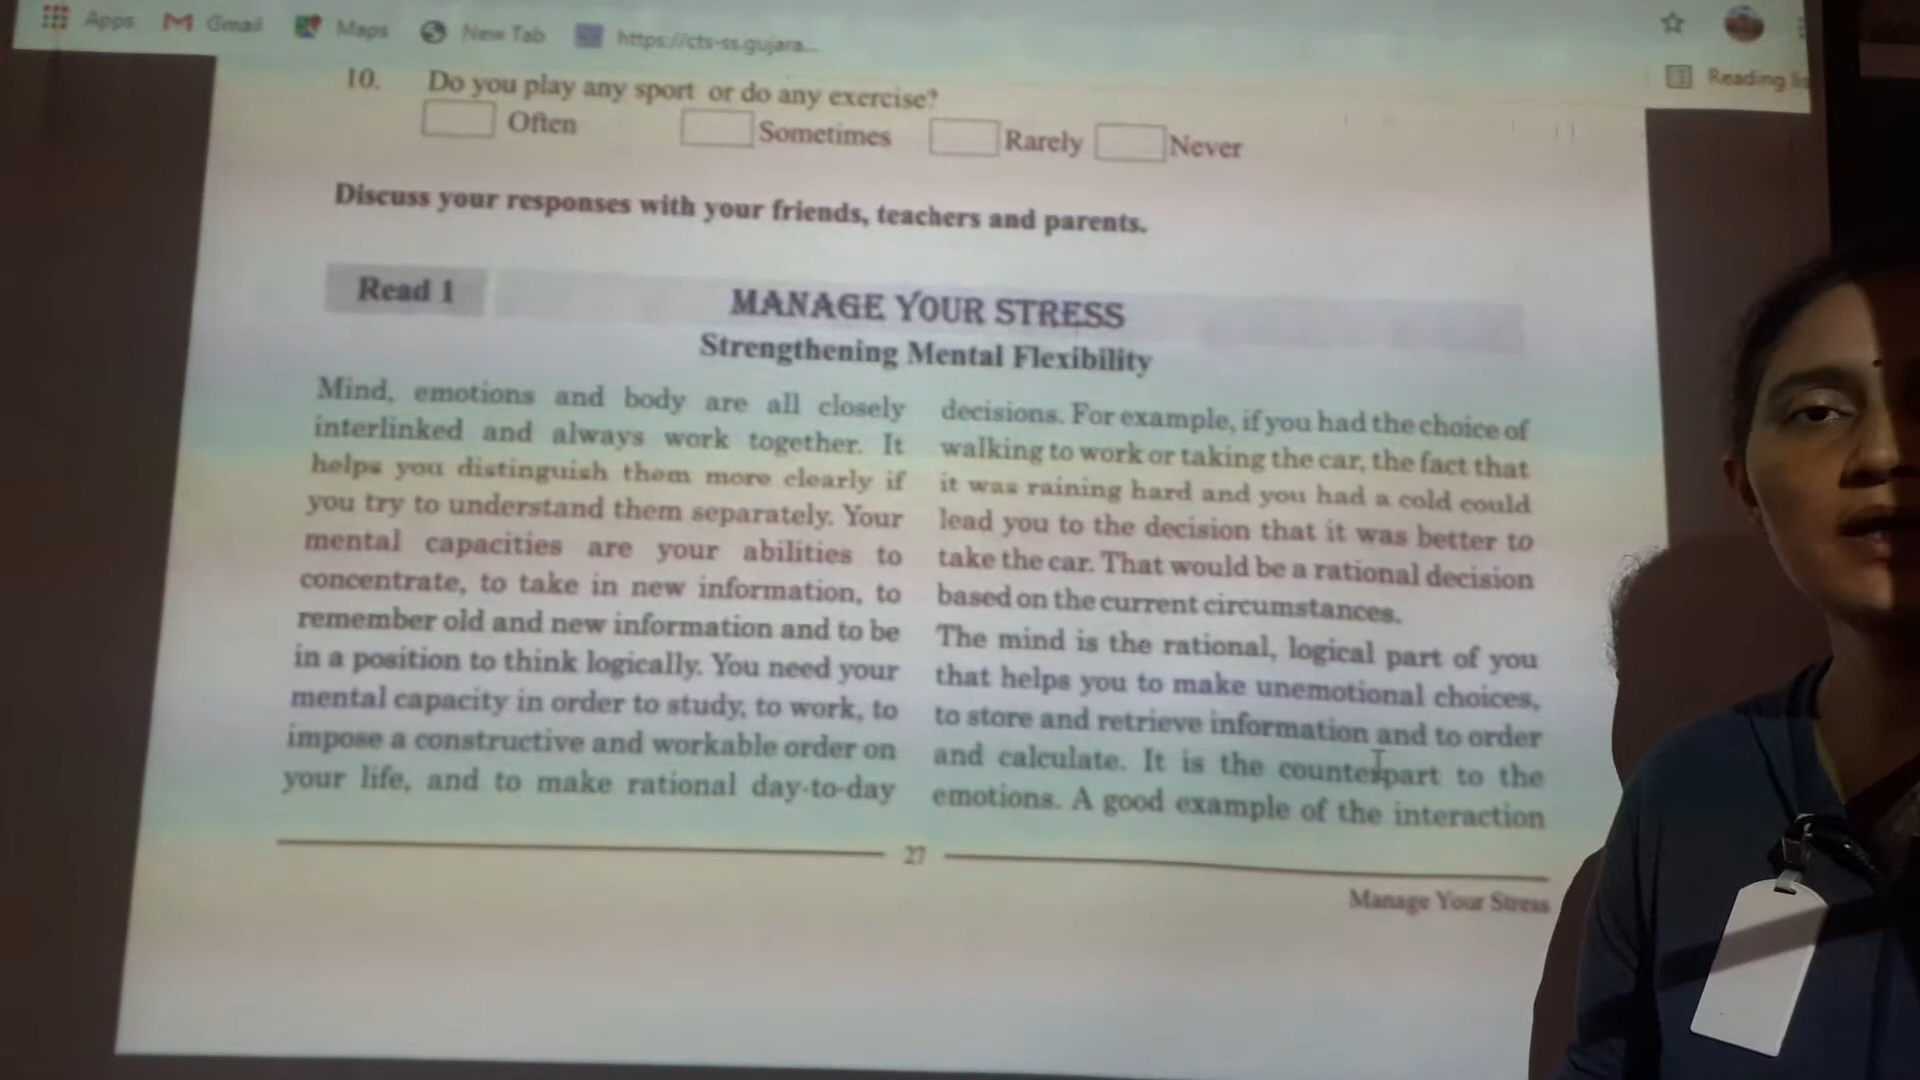 Apps Gmail Maps New Tab https://cts-ss.gujara...
Reading lis
10. Do you play any sport or do any exercise?
Often Sometimes Rarely Never
Discuss your responses with your friends, teachers and parents.
Read 1
MANAGE YOUR STRESS
Strengthening Mental Flexibility
Mind, emotions and body are all closely
interlinked and always work together. It
helps you distinguish them more clearly if
you try to understand them separately. Your
mental capacities are your abilities to
concentrate, to take in new information, to
remember old and new information and to be
in a position to think logically. You need your
mental capacity in order to study, to work, to
impose a constructive and workable order on
your life, and to make rational day-to-day
decisions. For example, if you had the choice of
walking to work or taking the car, the fact that
it was raining hard and you had a cold could
lead you to the decision that it was better to
take the car. That would be a rational decision
based on the current circumstances.
The mind is the rational, logical part of you
that helps you to make unemotional choices,
to store and retrieve information and to order
and calculate. It is the counterpart to the
emotions. A good example of the interaction
27
Manage Your Stress